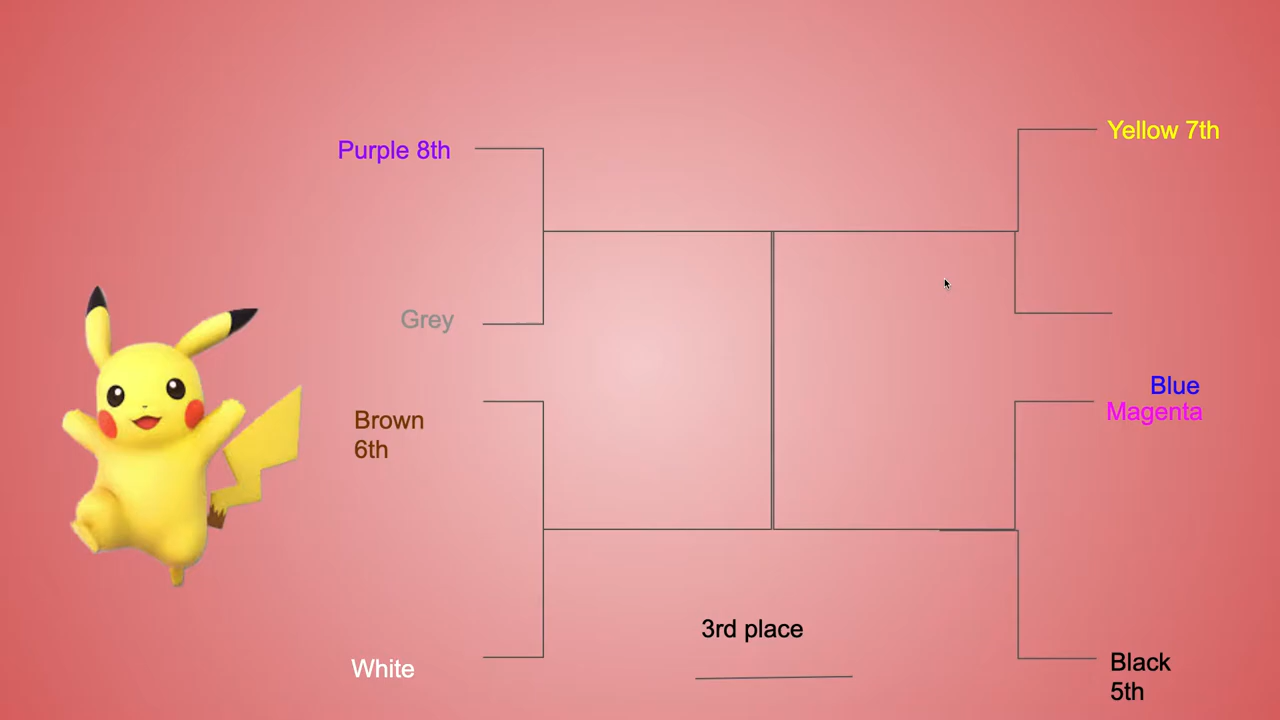 Yellow 7th
Purple 8th
Grey
Blue
Magenta
Brown
6th
3rd place
White
Black
5th